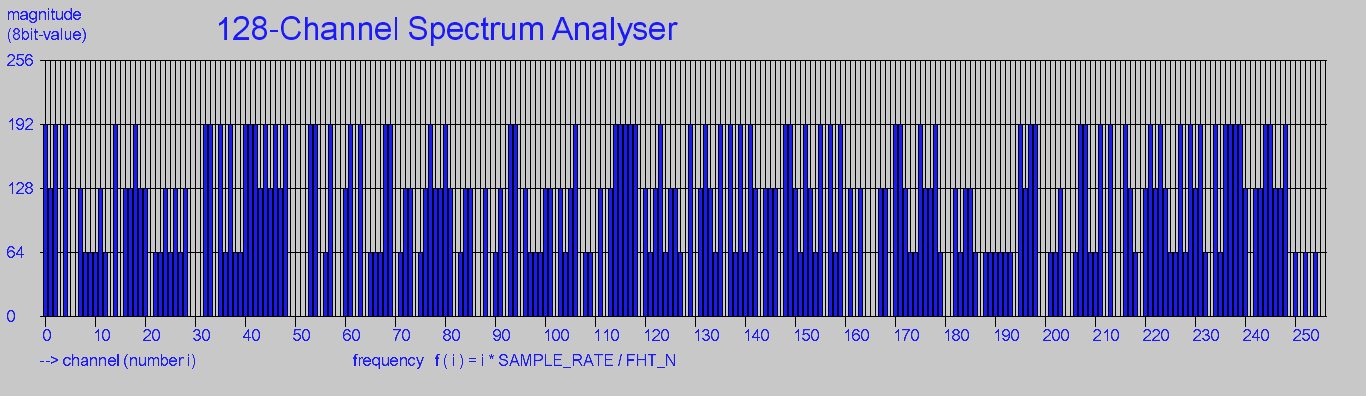 magnitude
(8bit-value)
128-Channel Spectrum Analyser
256
192
128
64
0
0 10 20 30 40 50 60 70 80 90 100 110 120 130 140 150 160 170 180 190 200 210 220 230 240 250
--> channel (number i)
frequency f ( i ) = i * SAMPLE_RATE / FHT_N